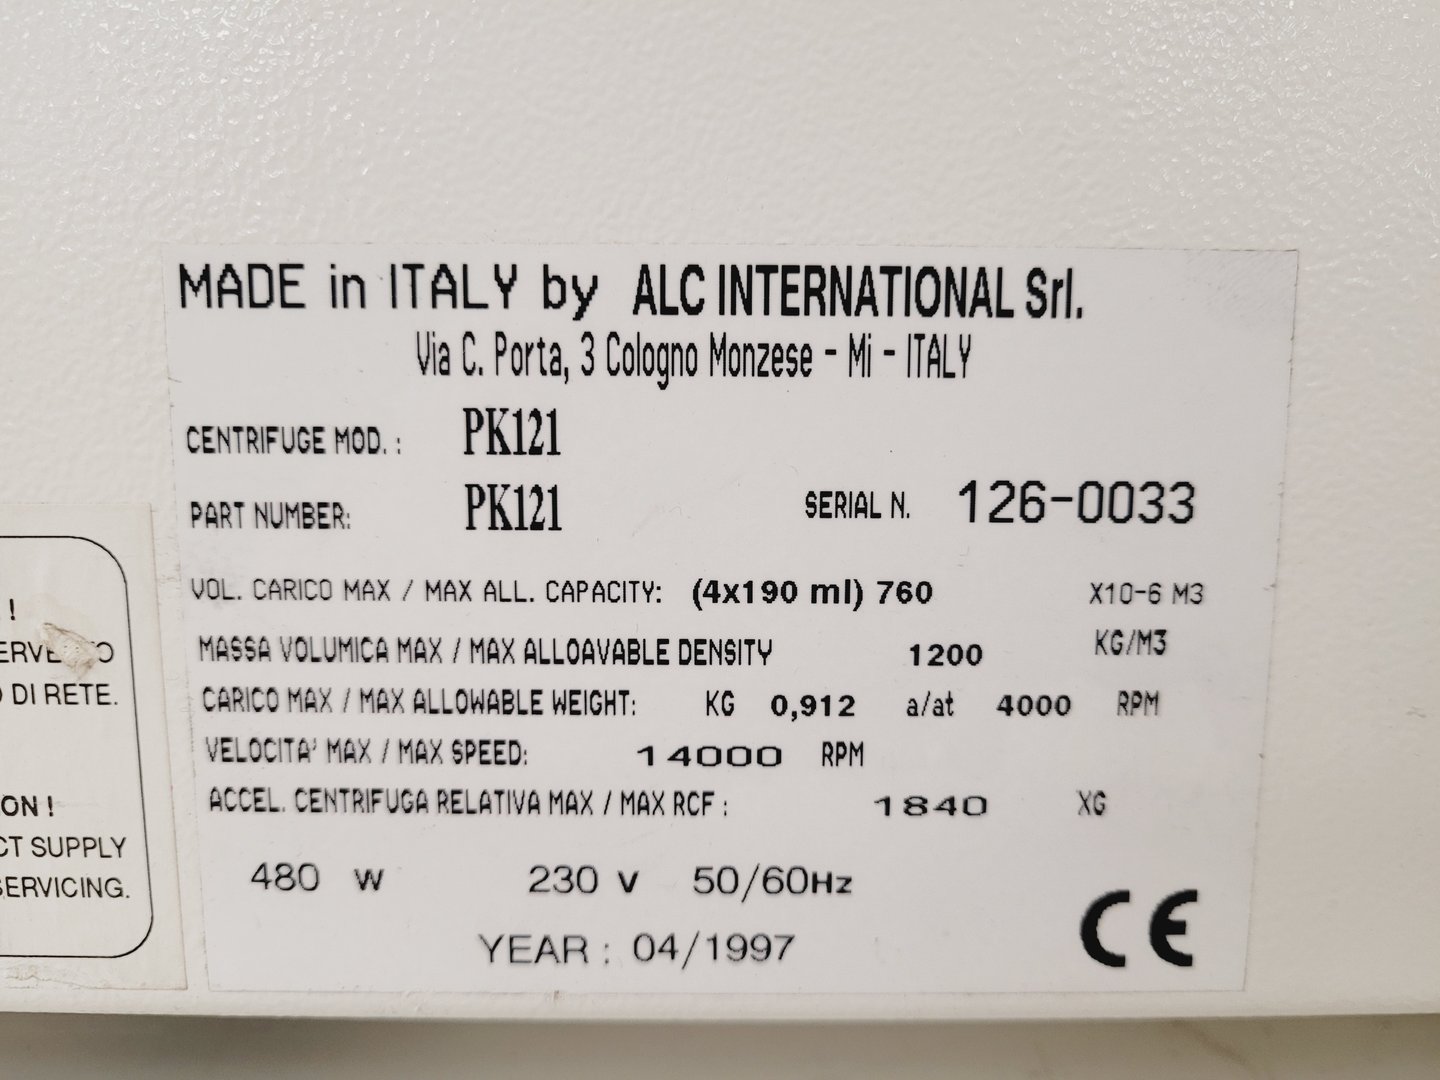 MADE in ITALY by ALC INTERNATIONAL Srl.
Via C. Porta, 3 Cologno Monzese - Mi - ITALY
CENTRIFUGE MOD. : PK121
PART NUMBER: PK121 SERIAL N. 126-0033
VOL. CARICO MAX / MAX ALL. CAPACITY: (4x190 ml) 760 X10-6 M3
MASSA VOLUMICA MAX / MAX ALLOAVABLE DENSITY 1200 KG/M3
CARICO MAX / MAX ALLOWABLE WEIGHT: KG 0,912 a/at 4000 RPM
VELOCITA' MAX / MAX SPEED: 14000 RPM
ACCEL. CENTRIFUGA RELATIVA MAX / MAX RCF : 1840 XG
480 W 230 V 50/60Hz
YEAR : 04/1997
CE
!
DI RETE.
ON !
CT SUPPLY
SERVICING.